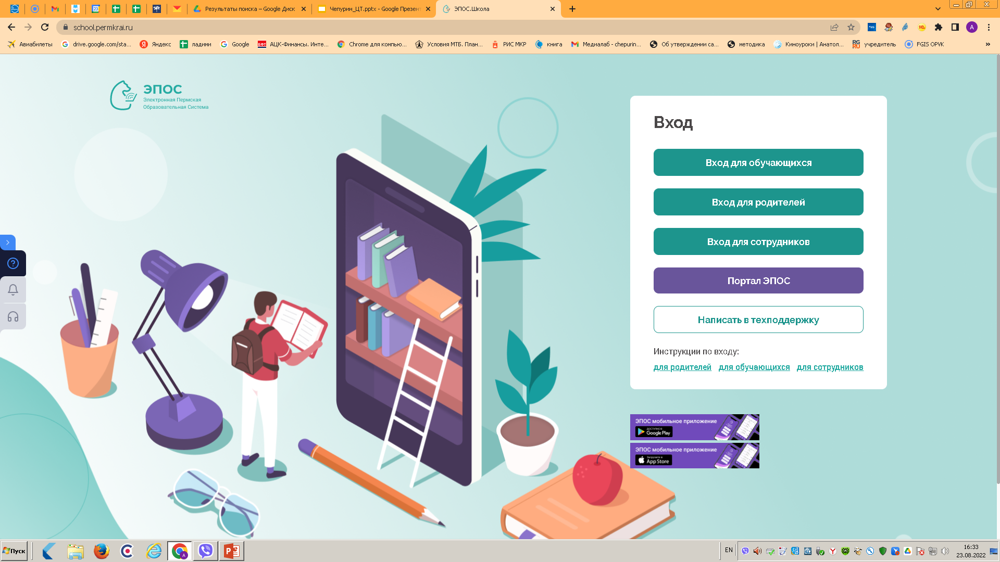 Результаты поиска – Google Диск
Чепурин_ЦТ.pptx - Google Презен
ЭПОС.Школа
school.permkrai.ru
Авиабилеты
drive.google.com/sta...
Яндекс
ладими
Google
АЦК-Финансы. Инте...
Chrome для компью...
Условия МТБ. План...
РИС МКР
книга
Медиалаб - chepurin...
Об утверждении са...
методика
Киноуроки | Анатол...
RG RU учредитель
FGIS OPVK
ЭПОС
Электронная Пермская
Образовательная Система
Вход
Вход для обучающихся
Вход для родителей
Вход для сотрудников
Портал ЭПОС
Написать в техподдержку
Инструкции по входу:
для родителей для обучающихся для сотрудников
ЭПОС мобильное приложение
ДОСТУПНО В
Google Play
ЭПОС мобильное приложение
Загрузите в
App Store
Пуск
EN
16:33
23.08.2022